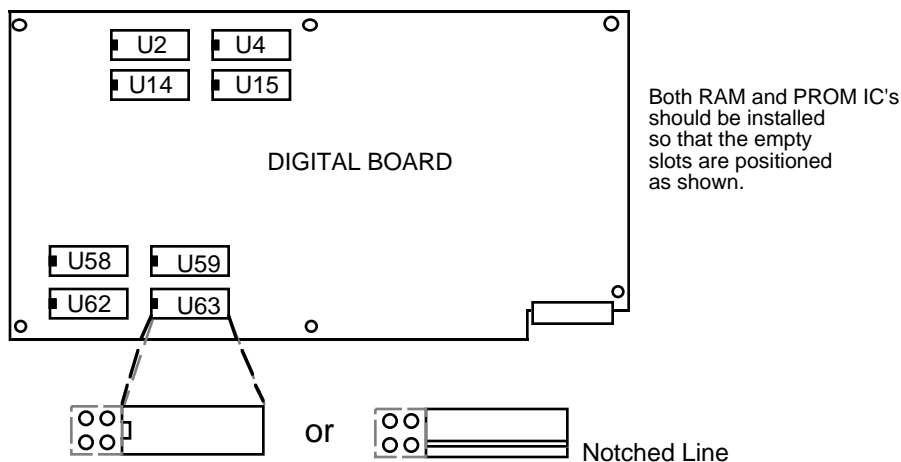 U2 U4
U14 U15
Both RAM and PROM IC's
should be installed
so that the empty
slots are positioned
as shown.
DIGITAL BOARD
U58 U59
U62 U63
or
Notched Line